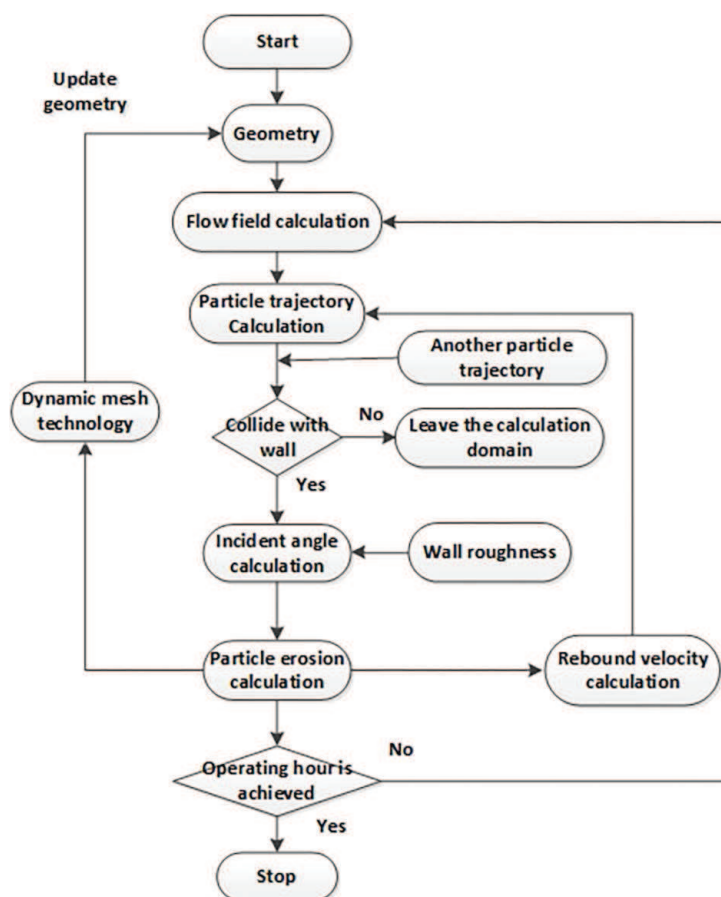 Start
Update
geometry
Geometry
Flow field calculation
Particle trajectory
Calculation
Another particle
trajectory
Dynamic mesh
technology
Collide with
wall
No
Leave the calculation
domain
Yes
Incident angle
calculation
Wall roughness
Particle erosion
calculation
Rebound velocity
calculation
Operating hour is
achieved
No
Yes
Stop